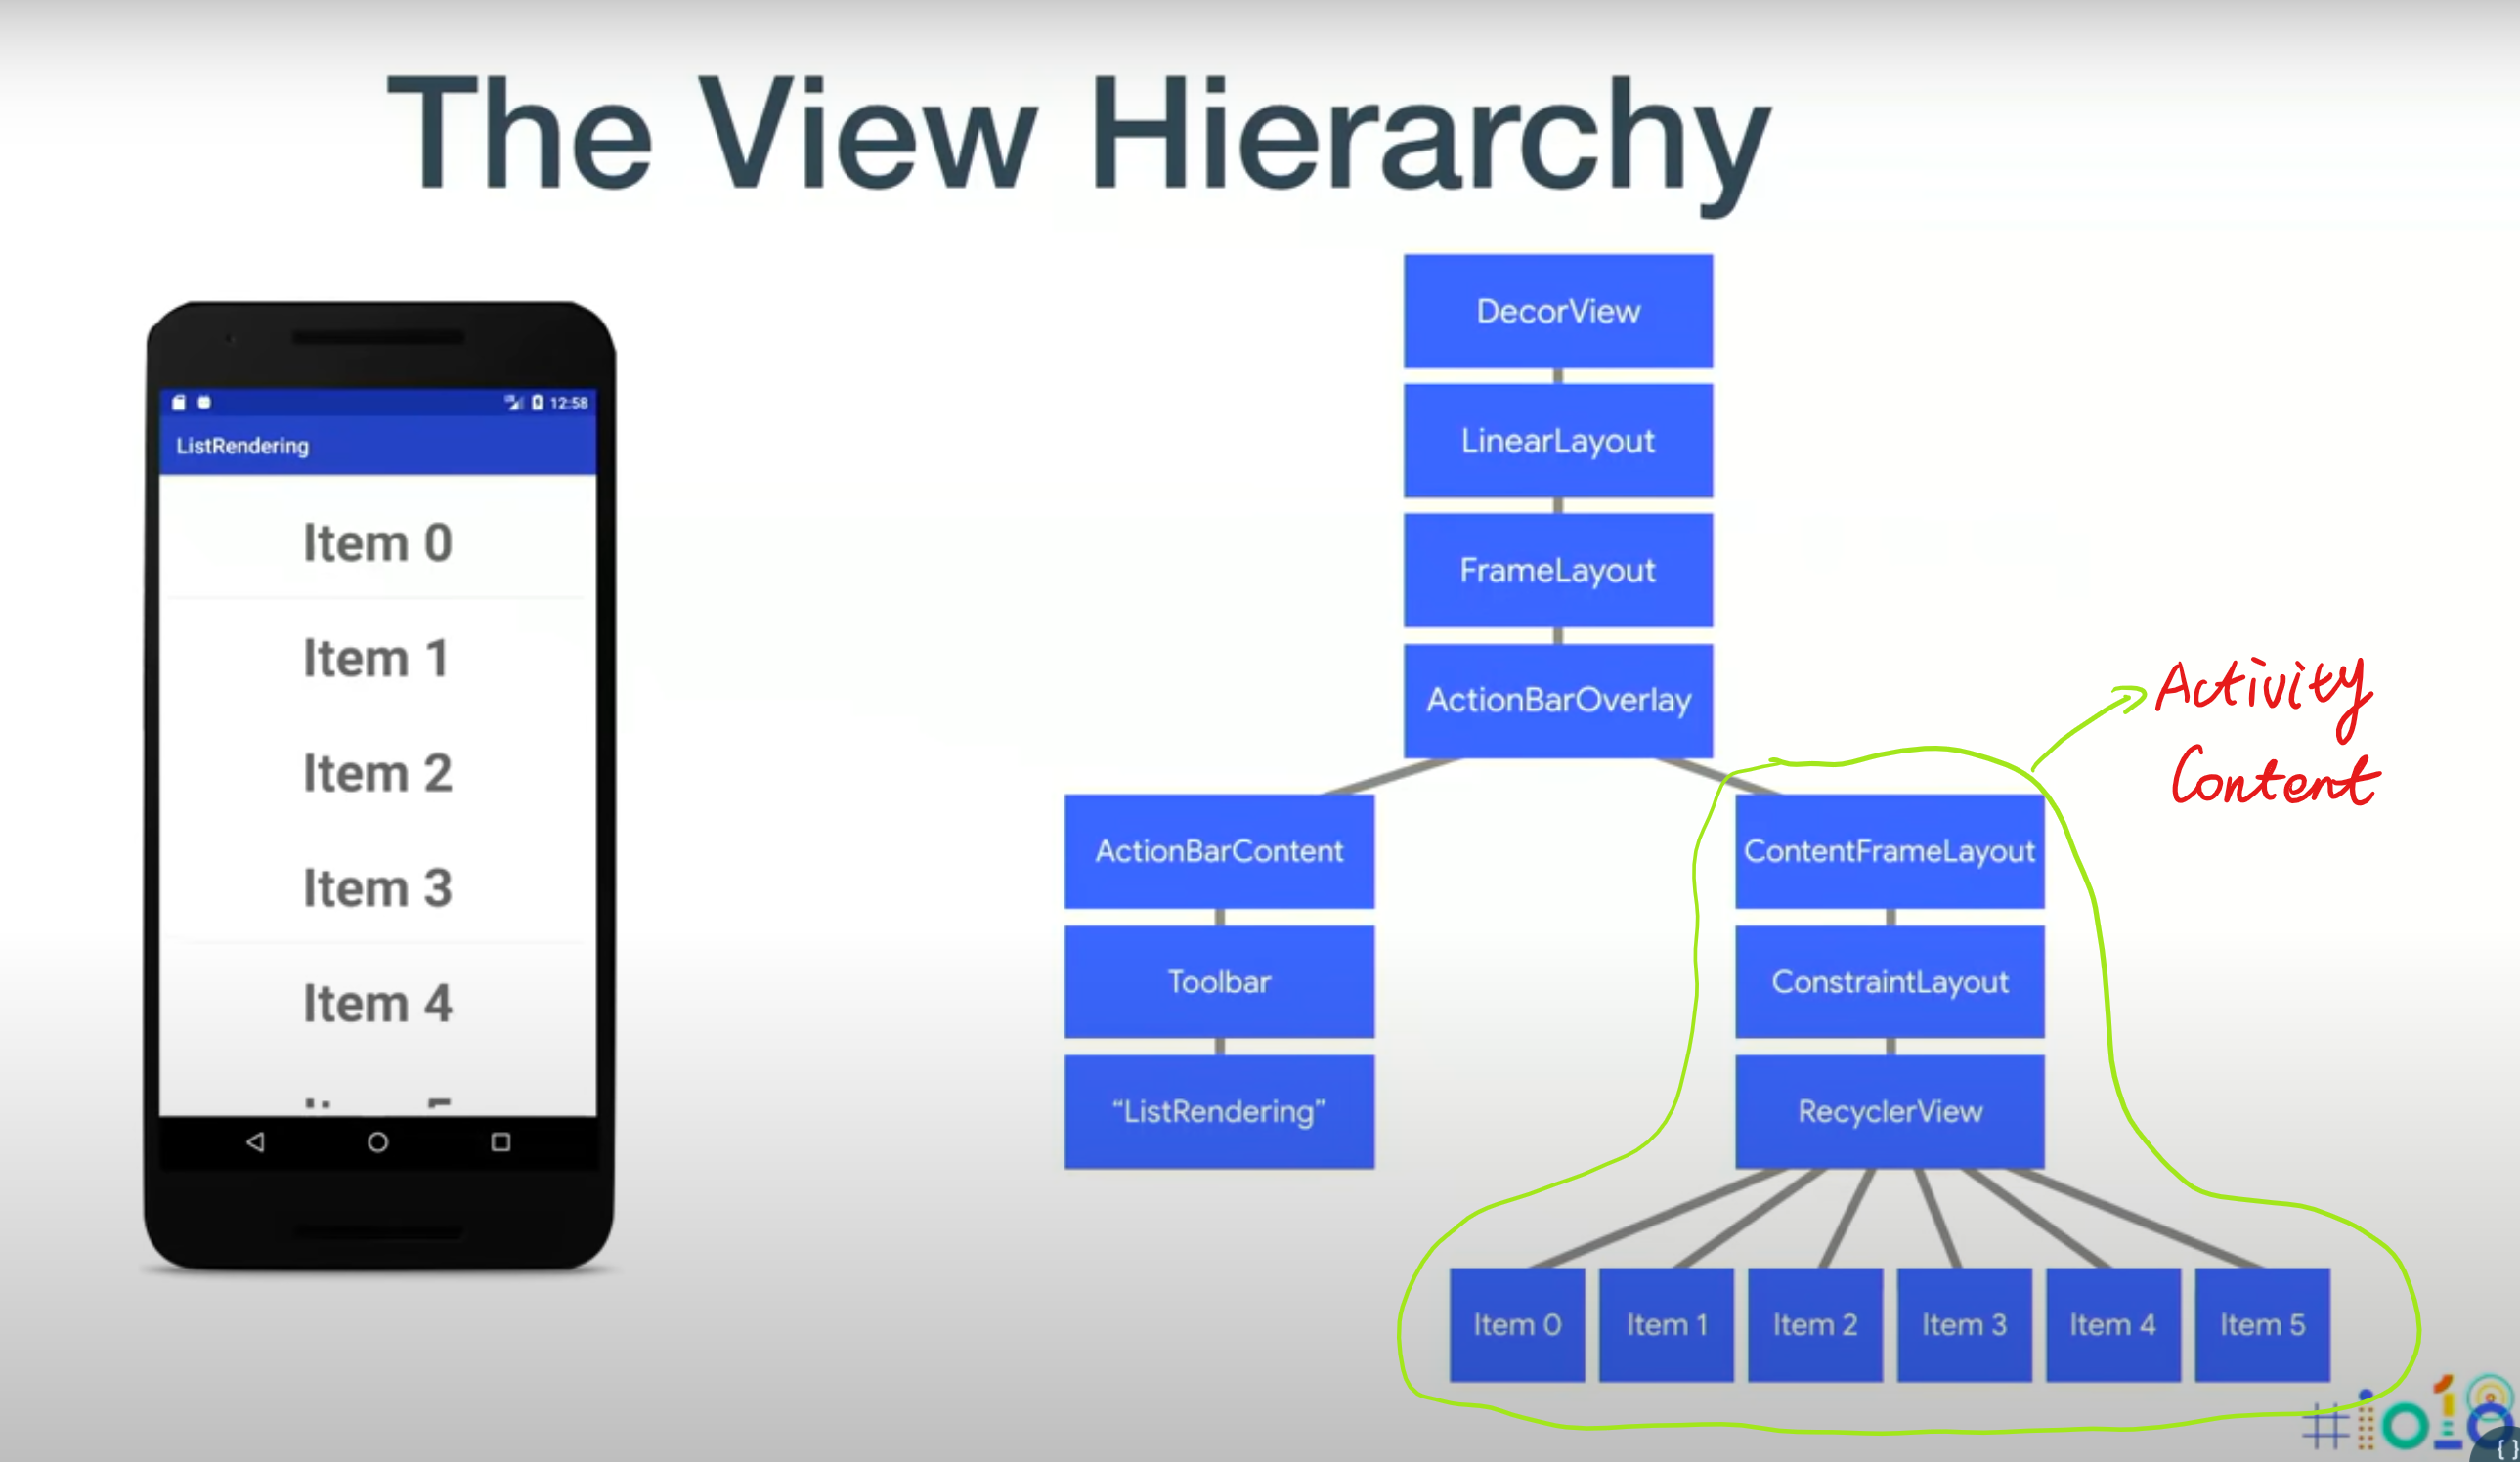 The View Hierarchy
12:58
ListRendering
Item 0
Item 1
Item 2
Item 3
Item 4
DecorView
LinearLayout
FrameLayout
ActionBarOverlay
ActionBarContent
Toolbar
“ListRendering”
ContentFrameLayout
ConstraintLayout
RecyclerView
Item 0
Item 1
Item 2
Item 3
Item 4
Item 5
Activity
Content
#io18
{ }